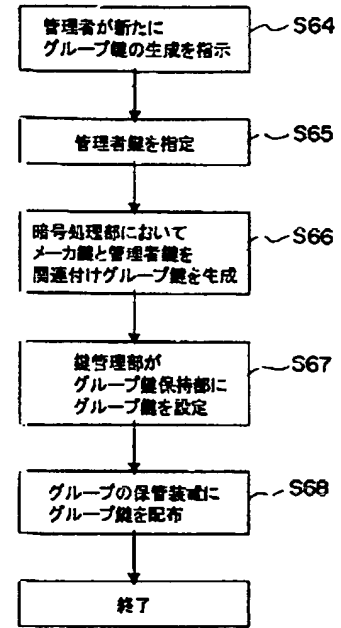 管理者が新たに
グループ鍵の生成を指示
S64
管理者鍵を指定
S65
暗号処理部において
メーカ鍵と管理者鍵を
関連付けグループ鍵を生成
S66
鍵管理部が
グループ鍵保持部に
グループ鍵を設定
S67
グループの保管装置に
グループ鍵を配布
S68
終了